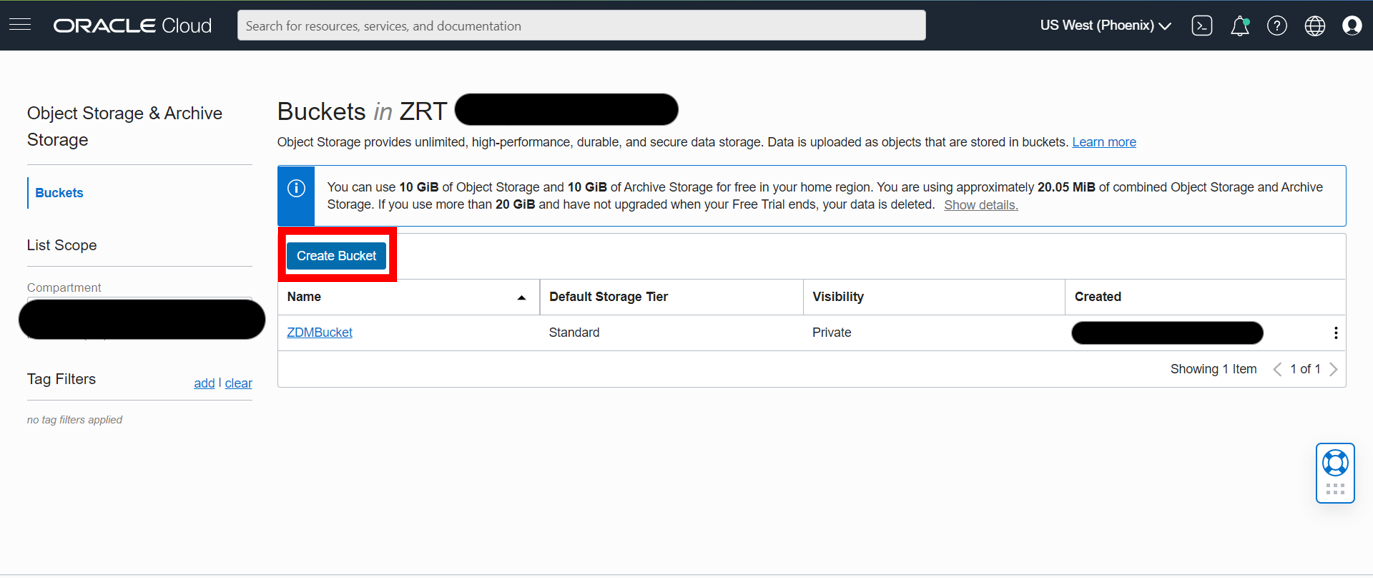 ORACLE Cloud
Search for resources, services, and documentation
US West (Phoenix)
Object Storage & Archive
Storage
Buckets
List Scope
Compartment
Tag Filters
add | clear
no tag filters applied
Buckets in ZRT
Object Storage provides unlimited, high-performance, durable, and secure data storage. Data is uploaded as objects that are stored in buckets. Learn more
You can use 10 GiB of Object Storage and 10 GiB of Archive Storage for free in your home region. You are using approximately 20.05 MiB of combined Object Storage and Archive
Storage. If you use more than 20 GiB and have not upgraded when your Free Trial ends, your data is deleted. Show details.
Create Bucket
Name Default Storage Tier Visibility Created
ZDMBucket Standard Private
Showing 1 Item 1 of 1